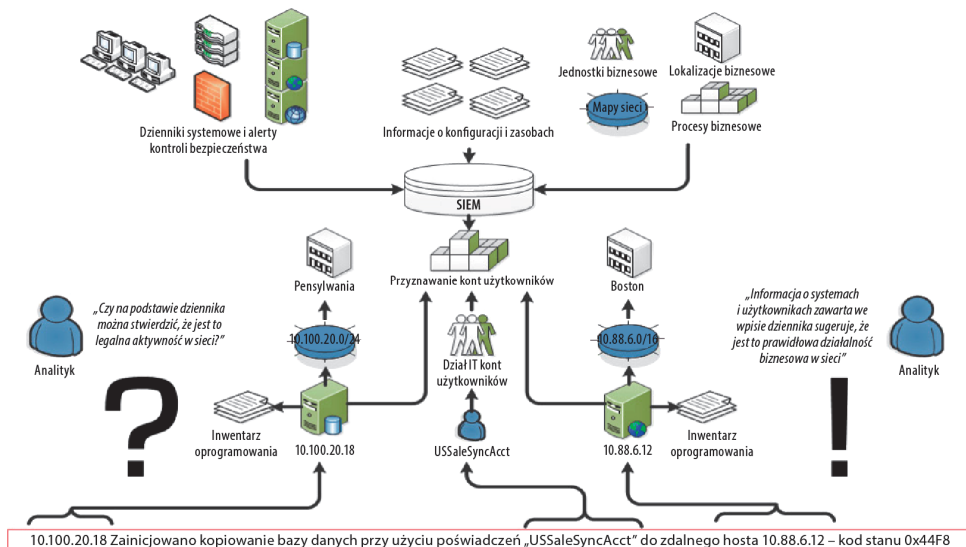 Dzienniki systemowe i alerty
kontroli bezpieczeństwa
Informacje o konfiguracji i zasobach
Jednostki biznesowe
Lokalizacje biznesowe
Mapy sieci
Procesy biznesowe
SIEM
Pensylwania
Przyznawanie kont użytkowników
Boston
„Czy na podstawie dziennika
można stwierdzić, że jest to
legalna aktywność w sieci?”
Analityk
?
10.100.20.0/24
Dział IT kont
użytkowników
10.88.6.0/16
„Informacja o systemach
i użytkownikach zawarta we
wpisie dziennika sugeruje, że
jest to prawidłowa działalność
biznesowa w sieci”
Analityk
!
Inwentarz
oprogramowania
10.100.20.18
USSaleSyncAcct
10.88.6.12
Inwentarz
oprogramowania
10.100.20.18 Zainicjowano kopiowanie bazy danych przy użyciu poświadczeń „USSaleSyncAcct” do zdalnego hosta 10.88.6.12 – kod stanu 0x44F8